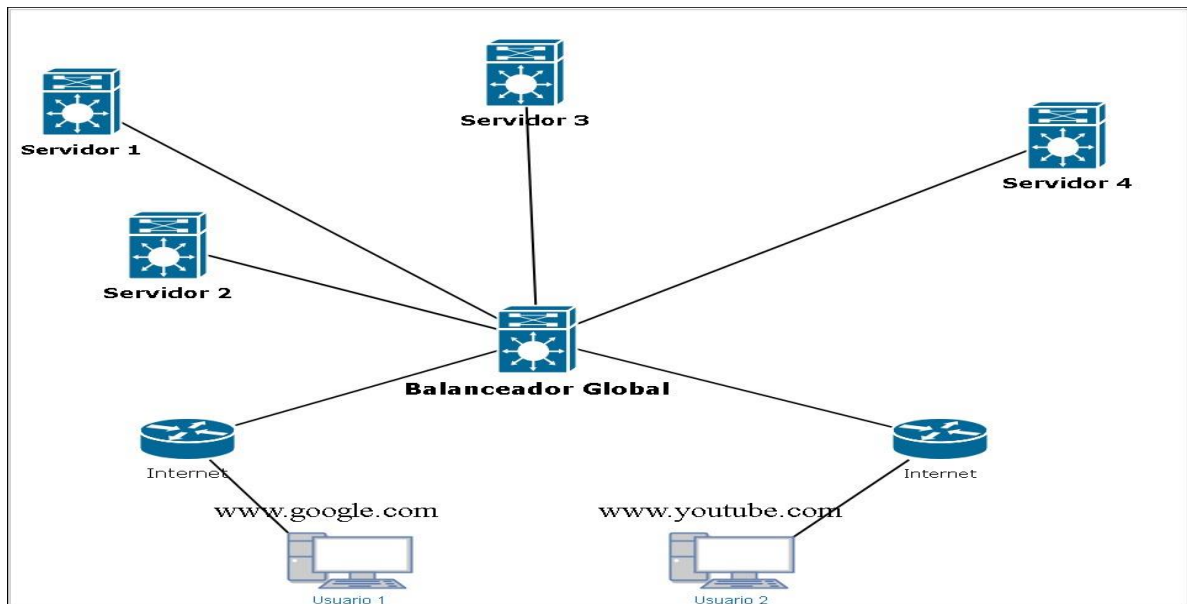 Servidor 3
Servidor 1
Servidor 4
Servidor 2
Balanceador Global
Internet
Internet
www.google.com
www.youtube.com
Usuario 1
Usuario 2